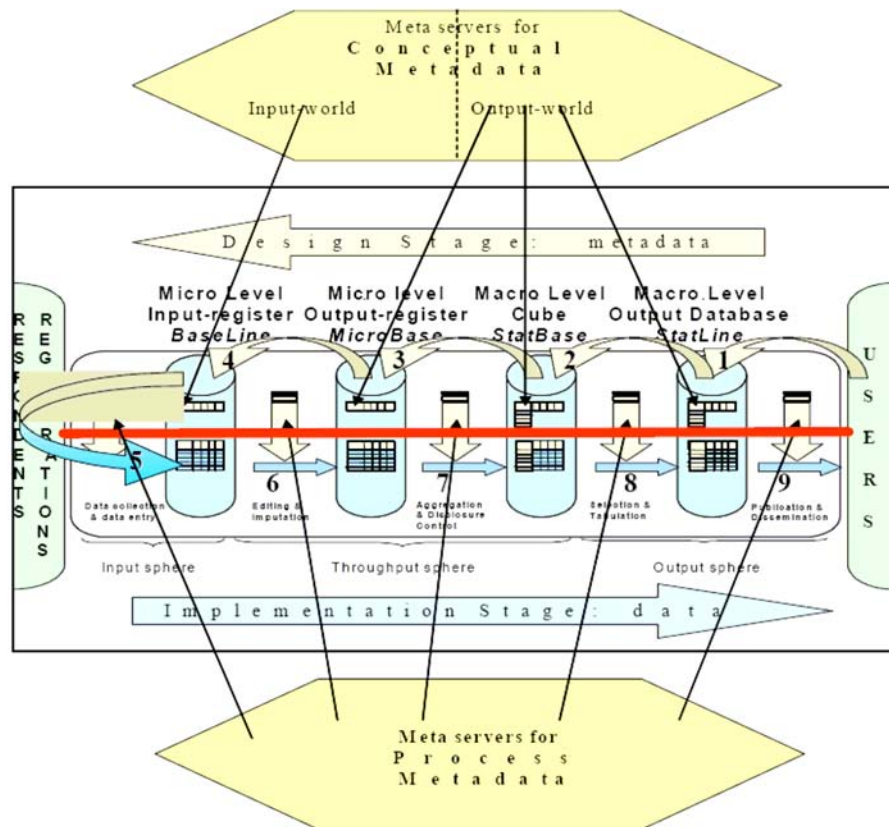 Meta servers for
Conceptual
Metadata
Input-world
Output-world
Design Stage: metadata
Micro Level
Input-register
BaseLine
Micro level
Output-register
MicroBase
Macro Level
Cube
StatBase
Macro.Level
Output Database
StatLine
REG RATIONS
USERS
4
3
2
1
5
6
7
8
9
Data collection
& data entry
Editing &
Imputation
Aggregation
& Disclosure
Control
Selection &
Tabulation
Publication &
Dissemination
Input sphere
Throughput sphere
Output sphere
Implementation Stage: data
Meta servers for
Process
Metadata